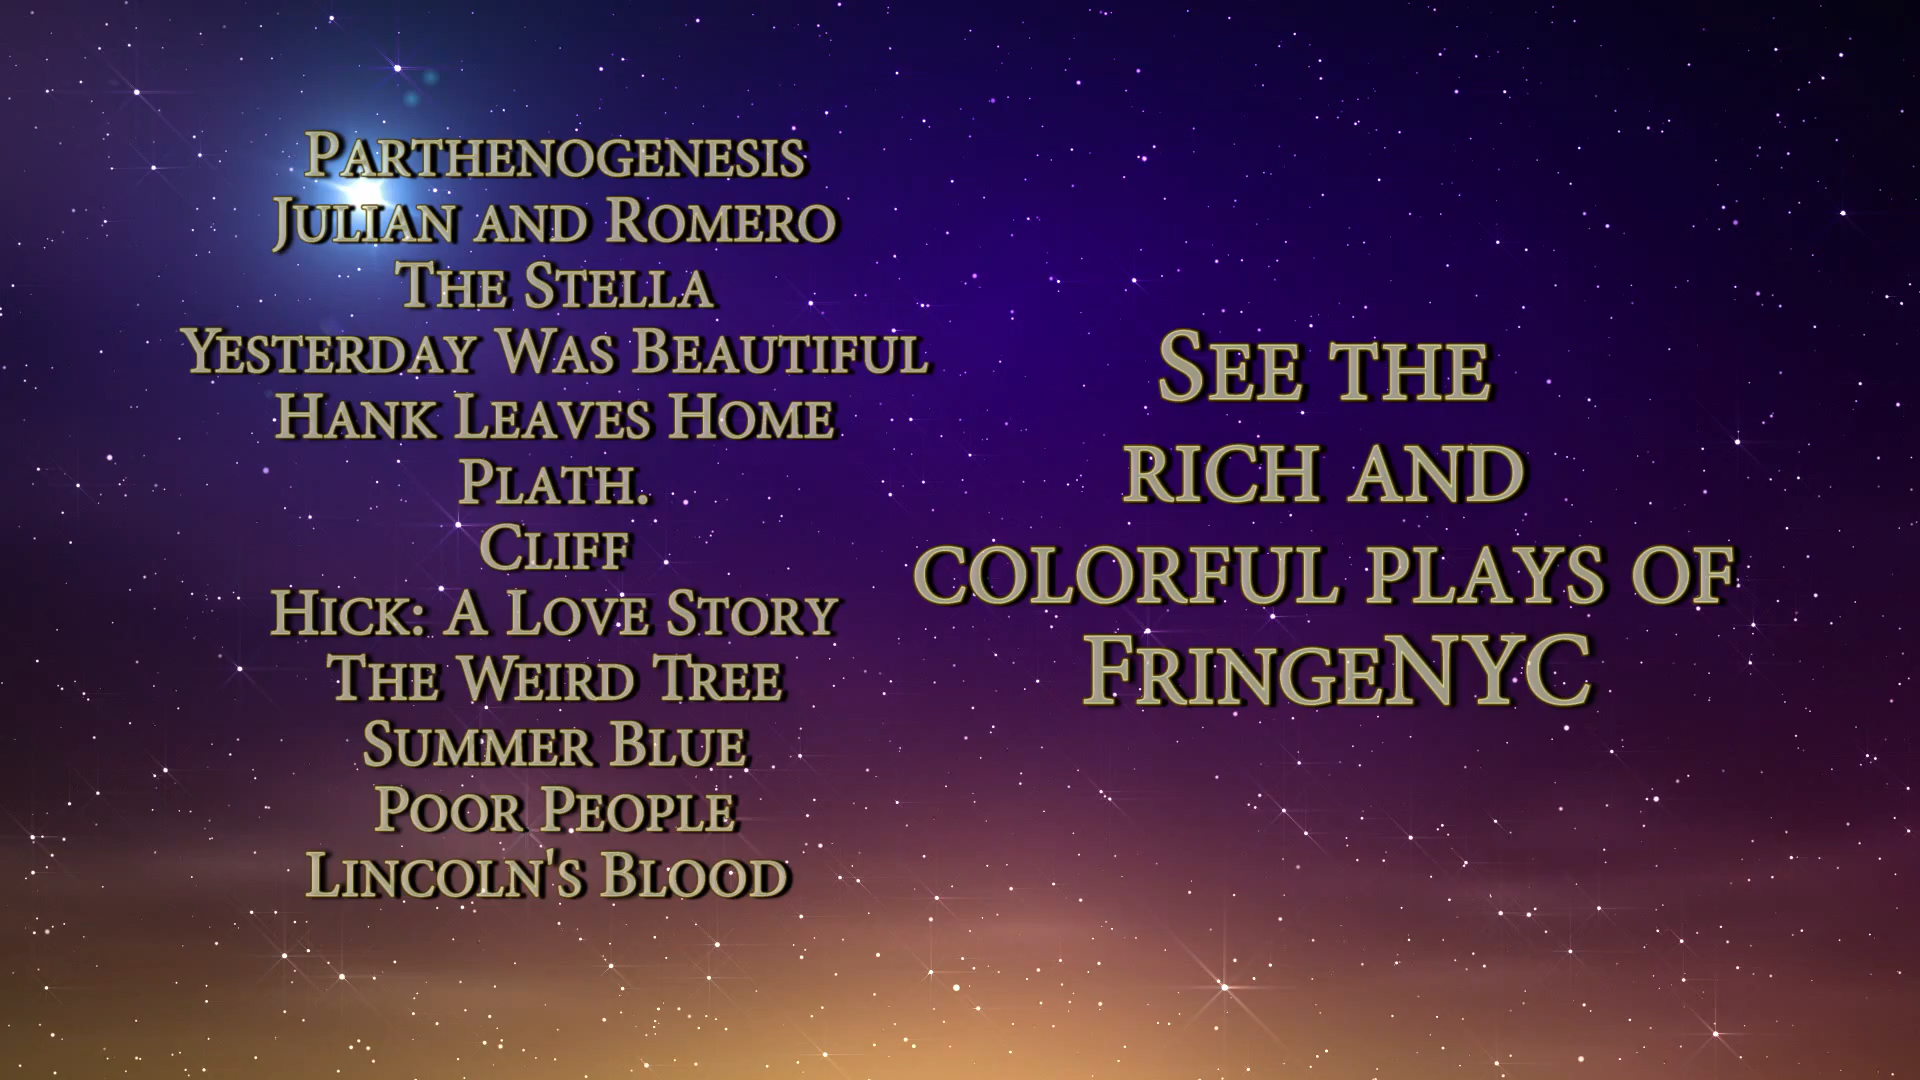 Parthenogenesis
Julian and Romero
The Stella
Yesterday Was Beautiful
Hank Leaves Home
Plath.
Cliff
Hick: A Love Story
The Weird Tree
Summer Blue
Poor People
Lincoln's Blood
See the
rich and
colorful plays of
FringeNYC